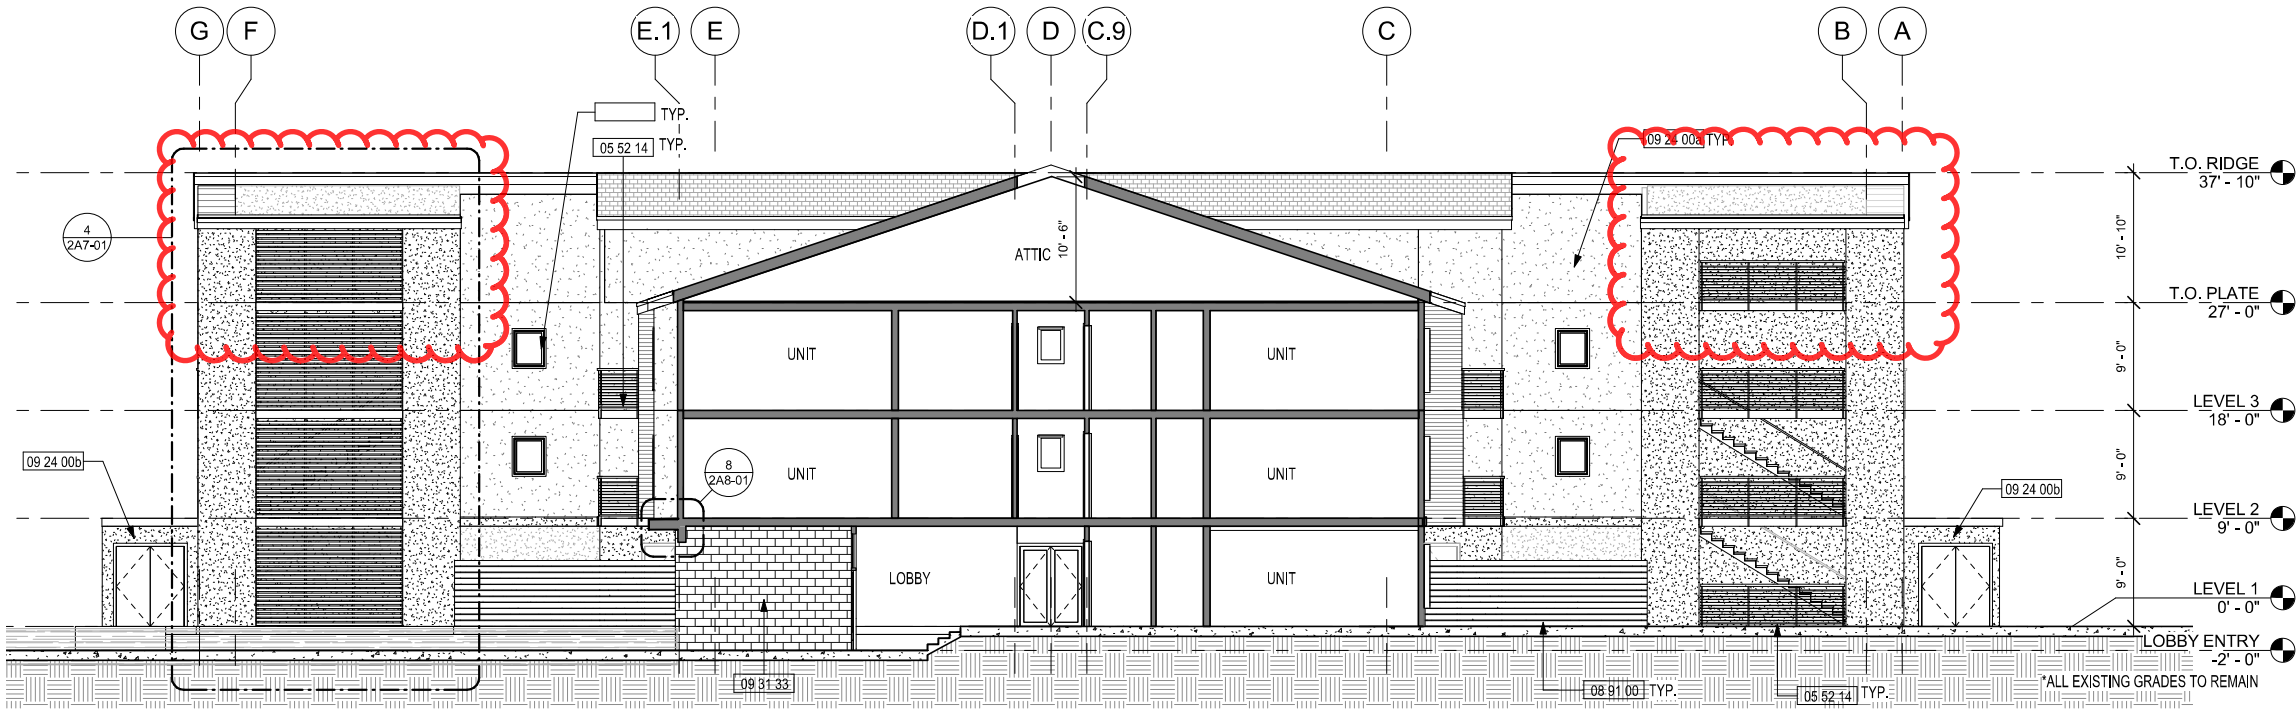 G
F
E.1
E
D.1
D
C.9
C
B
A
TYP.
05 52 14 TYP.
09 24 00a TYP.
T.O. RIDGE
37' - 10"
4
2A7-01
10' - 10"
ATTIC
10' - 6"
T.O. PLATE
27' - 0"
UNIT
UNIT
9' - 0"
LEVEL 3
18' - 0"
09 24 00b
8
2A8-01
UNIT
UNIT
9' - 0"
09 24 00b
LEVEL 2
9' - 0"
LOBBY
UNIT
9' - 0"
LEVEL 1
0' - 0"
LOBBY ENTRY
-2' - 0"
09 31 33
08 91 00 TYP.
05 52 14 TYP.
*ALL EXISTING GRADES TO REMAIN